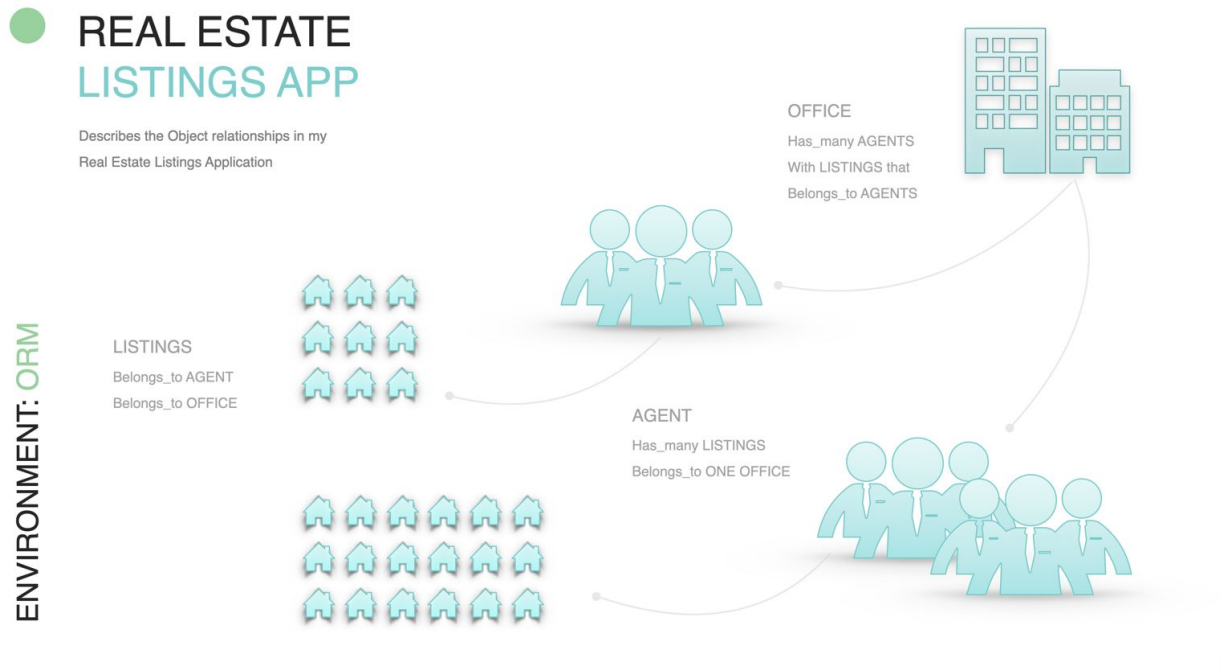 REAL ESTATE
LISTINGS APP
Describes the Object relationships in my
Real Estate Listings Application
OFFICE
Has_many AGENTS
With LISTINGS that
Belongs_to AGENTS
LISTINGS
Belongs_to AGENT
Belongs_to OFFICE
AGENT
Has_many LISTINGS
Belongs_to ONE OFFICE
ENVIRONMENT: ORM